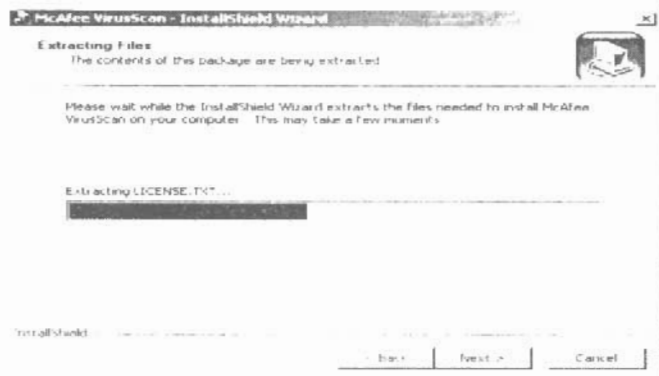 McAfee VirusScan - InstallShield Wizard
Extracting Files
The contents of this package are being extracted
Please wait while the InstallShield Wizard extracts the files needed to install McAfee
VirusScan on your computer. This may take a few moments
Extracting LICENSE.TXT...
InstallShield
< Back
Next >
Cancel